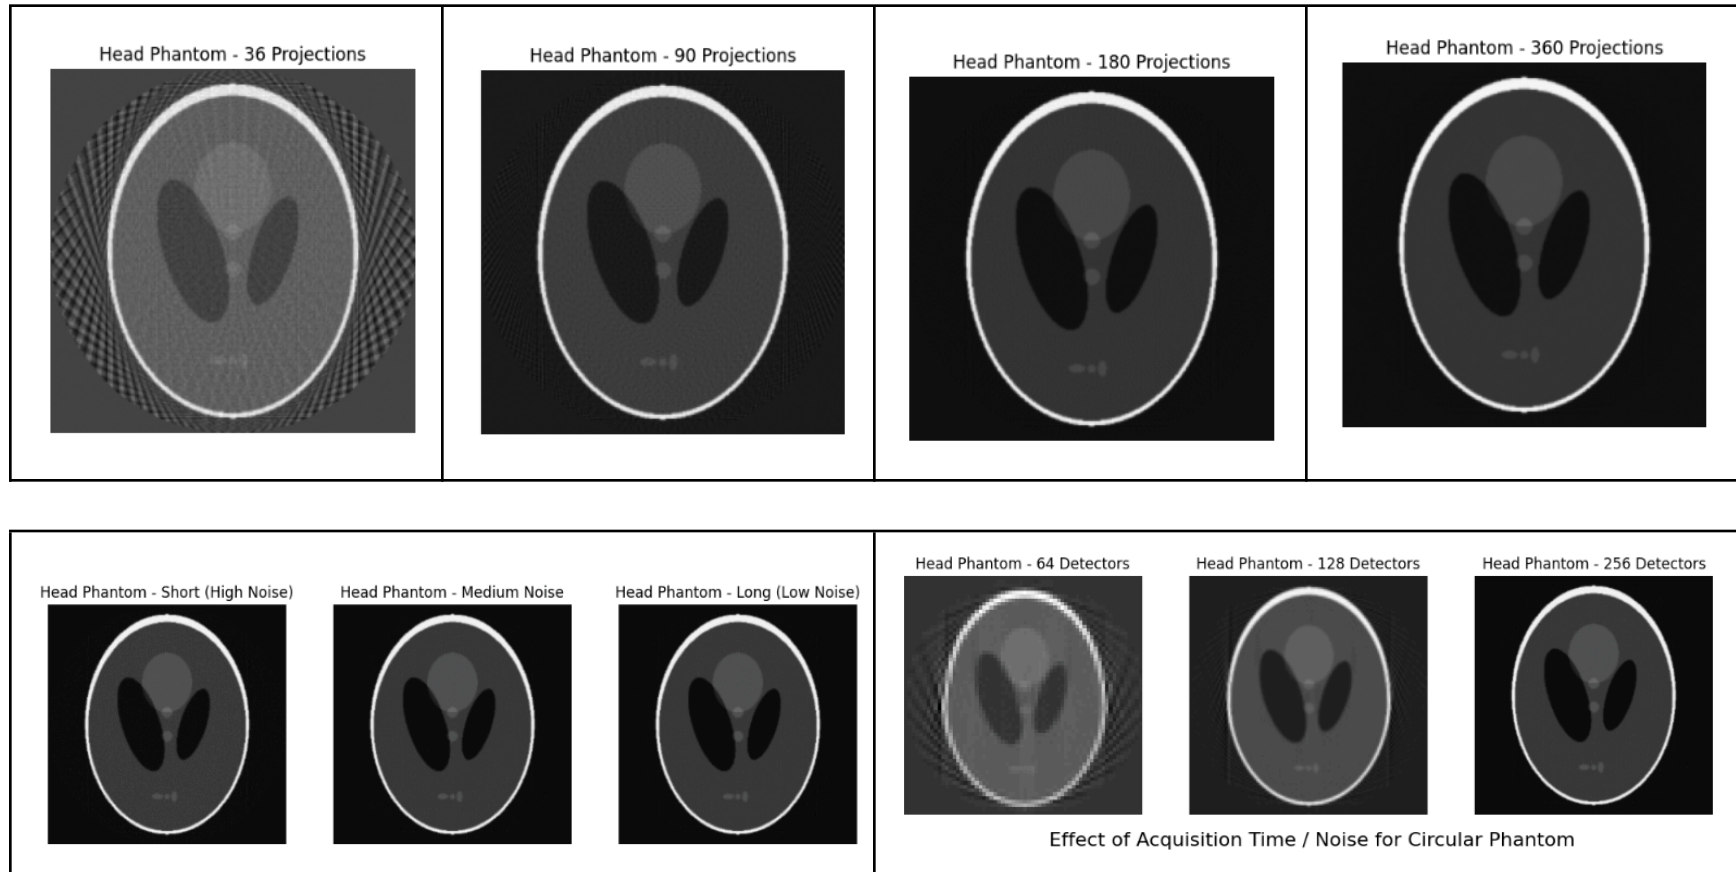 Head Phantom - 36 Projections
Head Phantom - 90 Projections
Head Phantom - 180 Projections
Head Phantom - 360 Projections
Head Phantom - Short (High Noise)
Head Phantom - Medium Noise
Head Phantom - Long (Low Noise)
Head Phantom - 64 Detectors
Head Phantom - 128 Detectors
Head Phantom - 256 Detectors
Effect of Acquisition Time / Noise for Circular Phantom